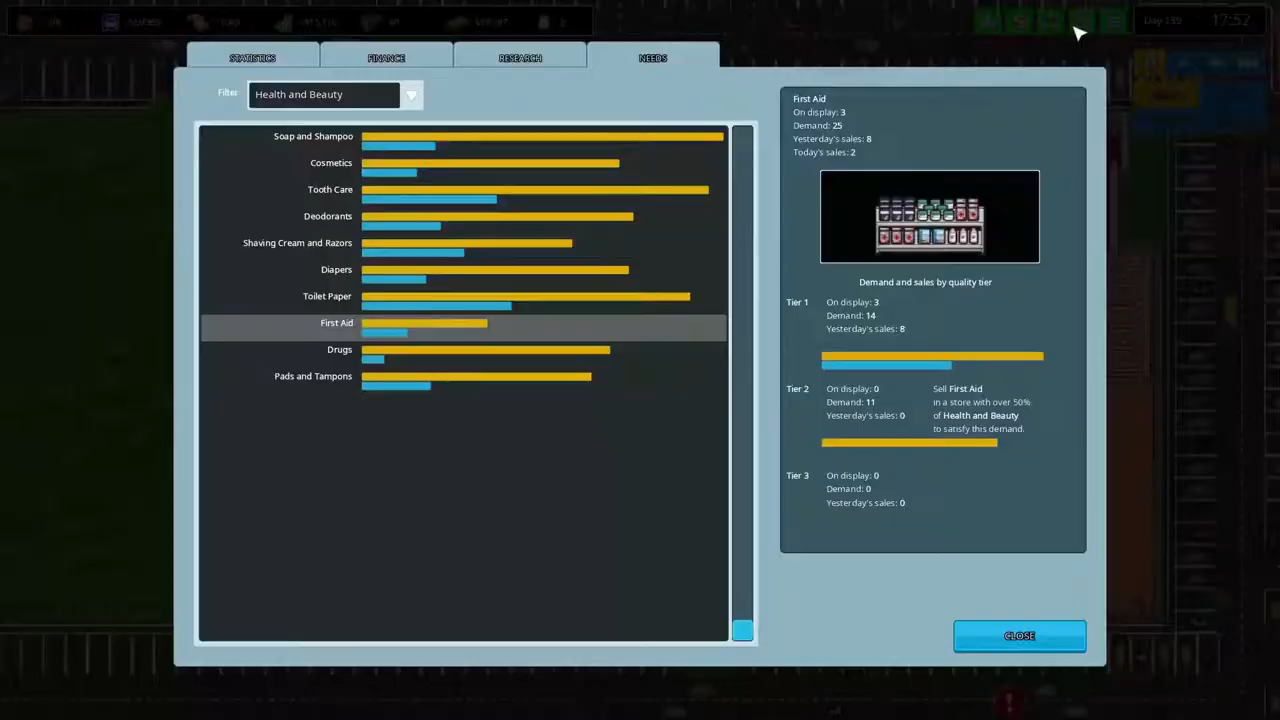 Day 139
17:52
STATISTICS
FINANCE
RESEARCH
NEEDS
Filter
Health and Beauty
Soap and Shampoo
Cosmetics
Tooth Care
Deodorants
Shaving Cream and Razors
Diapers
Toilet Paper
First Aid
Drugs
Pads and Tampons
First Aid
On display: 3
Demand: 25
Yesterday's sales: 8
Today's sales: 2
Demand and sales by quality tier
Tier 1
On display: 3
Demand: 14
Yesterday's sales: 8
Tier 2
On display: 0
Demand: 11
Yesterday's sales: 0
Sell First Aid
in a store with over 50%
of Health and Beauty
to satisfy this demand.
Tier 3
On display: 0
Demand: 0
Yesterday's sales: 0
CLOSE